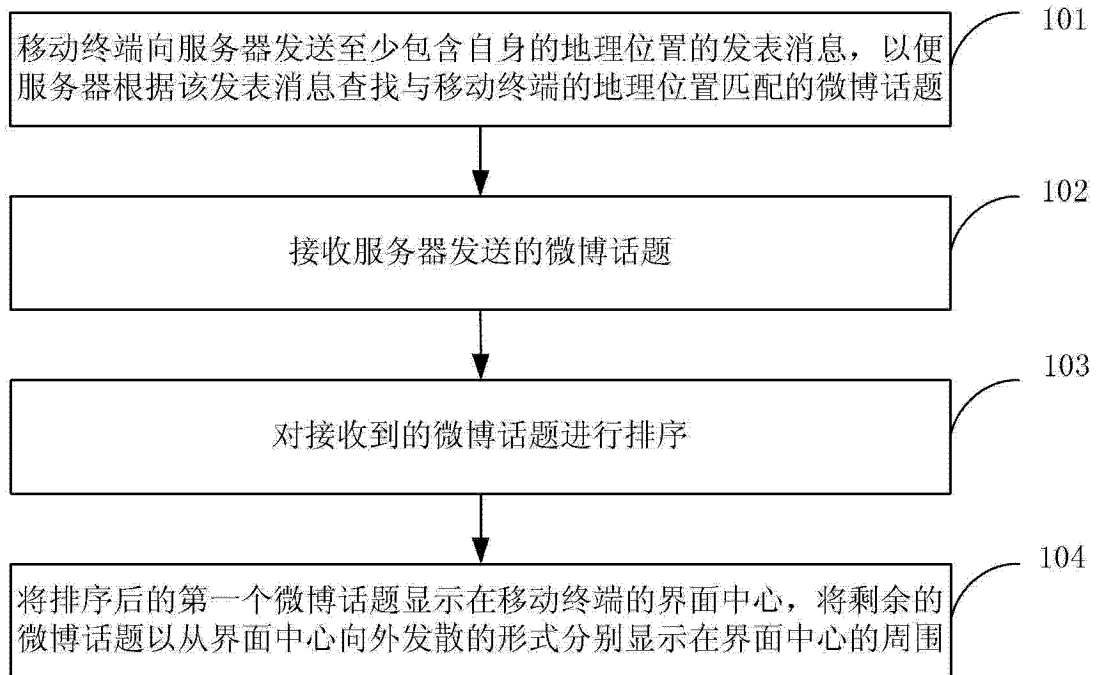 101
移动终端向服务器发送至少包含自身的地理位置的发表消息，以便
服务器根据该发表消息查找与移动终端的地理位置匹配的微博话题
102
接收服务器发送的微博话题
103
对接收到的微博话题进行排序
104
将排序后的第一个微博话题显示在移动终端的界面中心，将剩余的
微博话题以从界面中心向外发散的形式分别显示在界面中心的周围